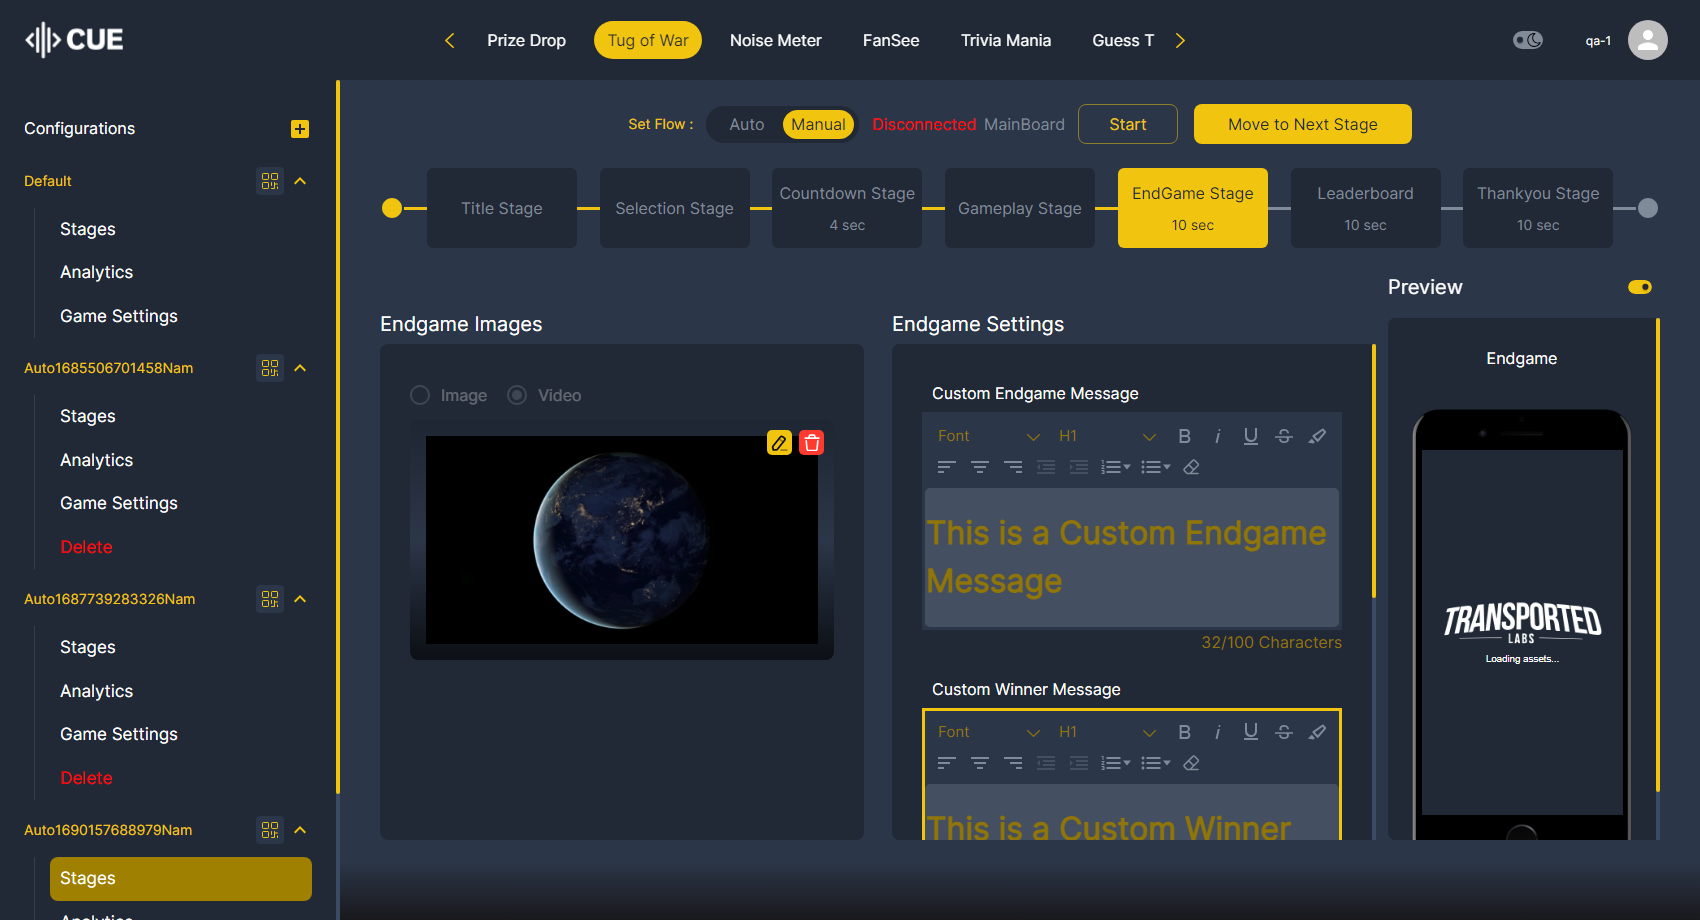 CUE
Prize Drop
Tug of War
Noise Meter
FanSee
Trivia Mania
Guess T
qa-1
Configurations
Default
Stages
Analytics
Game Settings
Auto1685506701458Nam
Stages
Analytics
Game Settings
Delete
Auto1687739283326Nam
Stages
Analytics
Game Settings
Delete
Auto1690157688979Nam
Stages
Analytics
Set Flow :
Auto
Manual
Disconnected MainBoard
Start
Move to Next Stage
Title Stage
Selection Stage
Countdown Stage
4 sec
Gameplay Stage
EndGame Stage
10 sec
Leaderboard
10 sec
Thankyou Stage
10 sec
Endgame Images
Image
Video
Endgame Settings
Custom Endgame Message
Font
H1
B
i
U
S
This is a Custom Endgame
Message
32/100 Characters
Custom Winner Message
Font
H1
B
i
U
S
This is a Custom Winner
Preview
Endgame
TRANSPORTED
LABS
Loading assets...